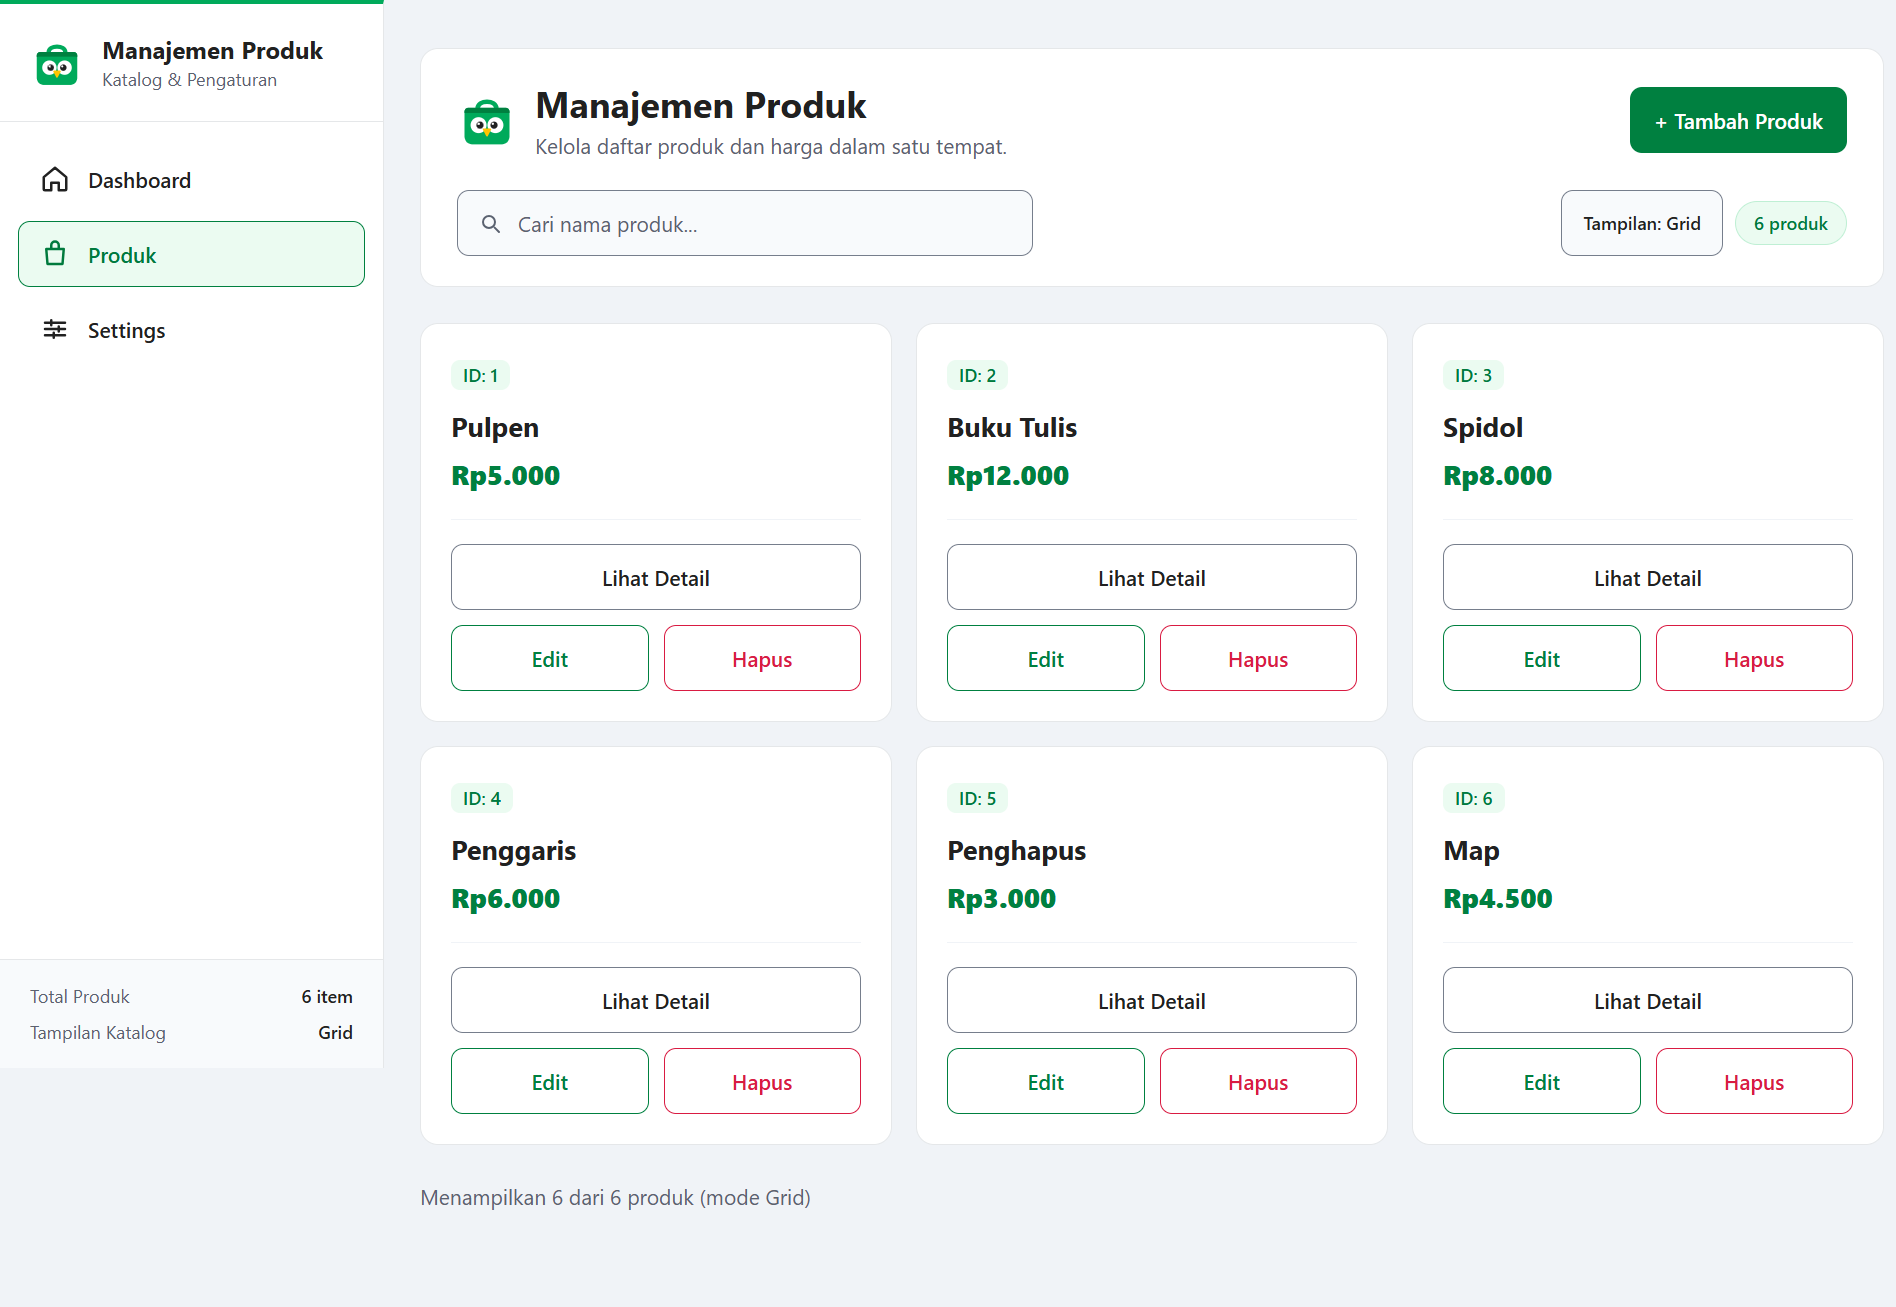 Manajemen Produk
Katalog & Pengaturan
Dashboard
Produk
Settings
Total Produk 6 item
Tampilan Katalog Grid
Manajemen Produk
Kelola daftar produk dan harga dalam satu tempat.
+ Tambah Produk
Cari nama produk...
Tampilan: Grid
6 produk
ID: 1
Pulpen
Rp5.000
Lihat Detail
Edit
Hapus
ID: 2
Buku Tulis
Rp12.000
Lihat Detail
Edit
Hapus
ID: 3
Spidol
Rp8.000
Lihat Detail
Edit
Hapus
ID: 4
Penggaris
Rp6.000
Lihat Detail
Edit
Hapus
ID: 5
Penghapus
Rp3.000
Lihat Detail
Edit
Hapus
ID: 6
Map
Rp4.500
Lihat Detail
Edit
Hapus
Menampilkan 6 dari 6 produk (mode Grid)